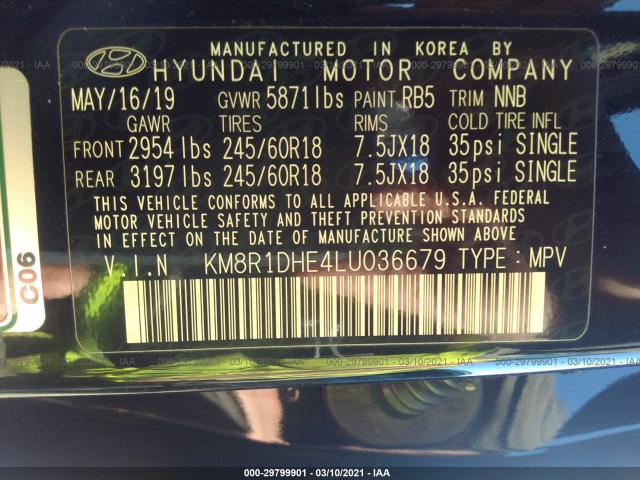 MANUFACTURED IN KOREA BY
HYUNDAI MOTOR COMPANY
MAY/16/19 GVWR 5871lbs PAINT RB5 TRIM NNB
GAWR TIRES RIMS COLD TIRE INFL
FRONT 2954 lbs 245/60R18 7.5JX18 35psi SINGLE
REAR 3197 lbs 245/60R18 7.5JX18 35psi SINGLE
THIS VEHICLE CONFORMS TO ALL APPLICABLE U.S.A. FEDERAL
MOTOR VEHICLE SAFETY AND THEFT PREVENTION STANDARDS
IN EFFECT ON THE DATE OF MANUFACTURE SHOWN ABOVE.
V.I.N KM8R1DHE4LU036679 TYPE : MPV
C06
000-29799901 - 03/10/2021 - IAA